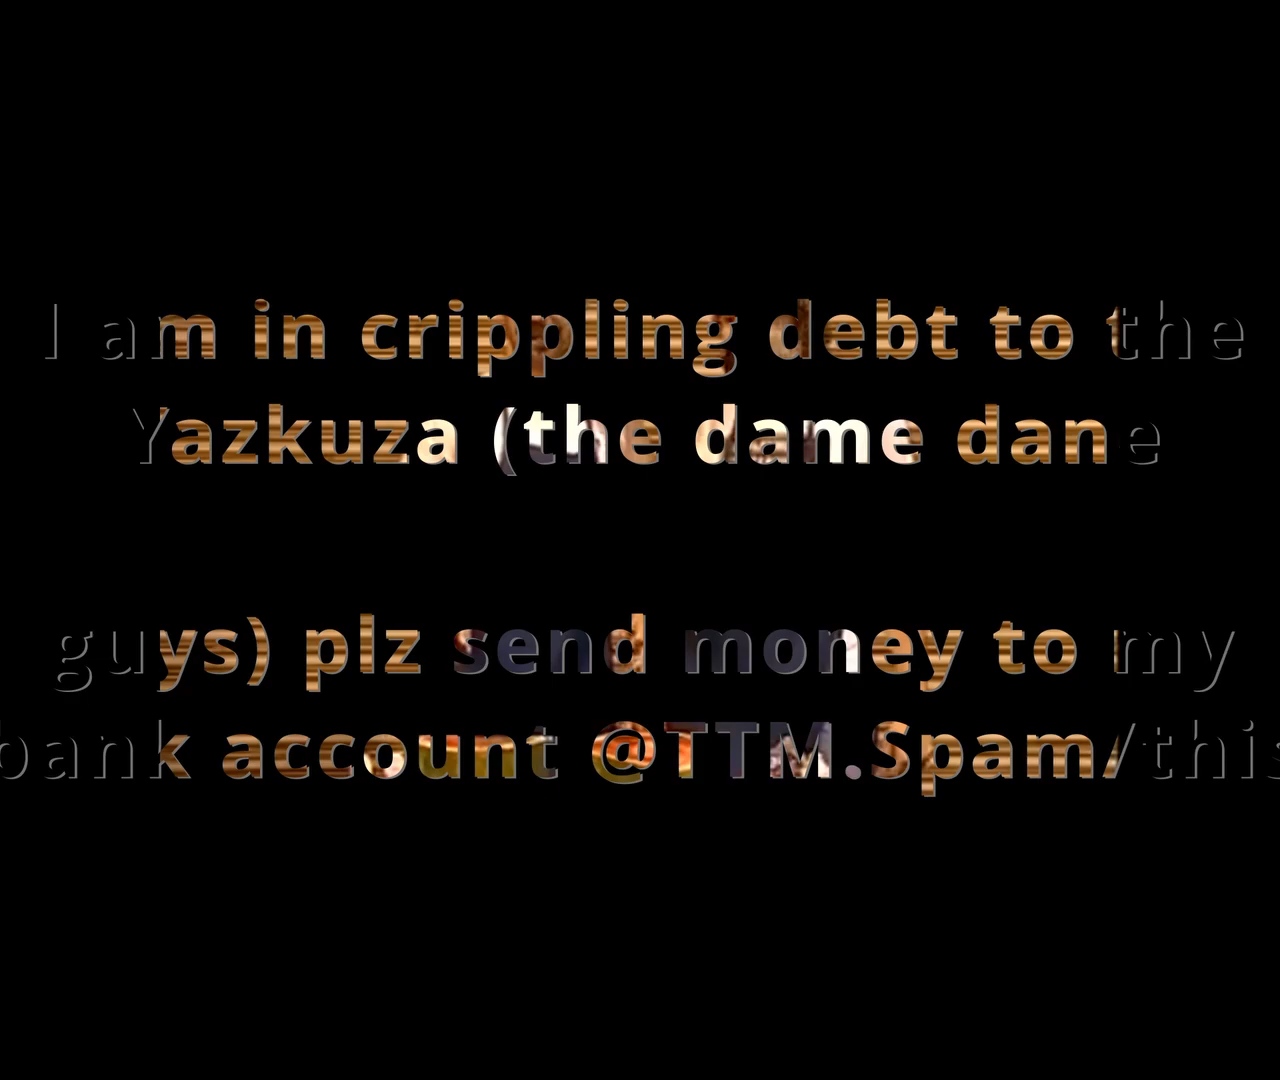 I am in crippling debt to the
Yazkuza (the dame dane
guys) plz send money to my
bank account @TTM.Spam/this